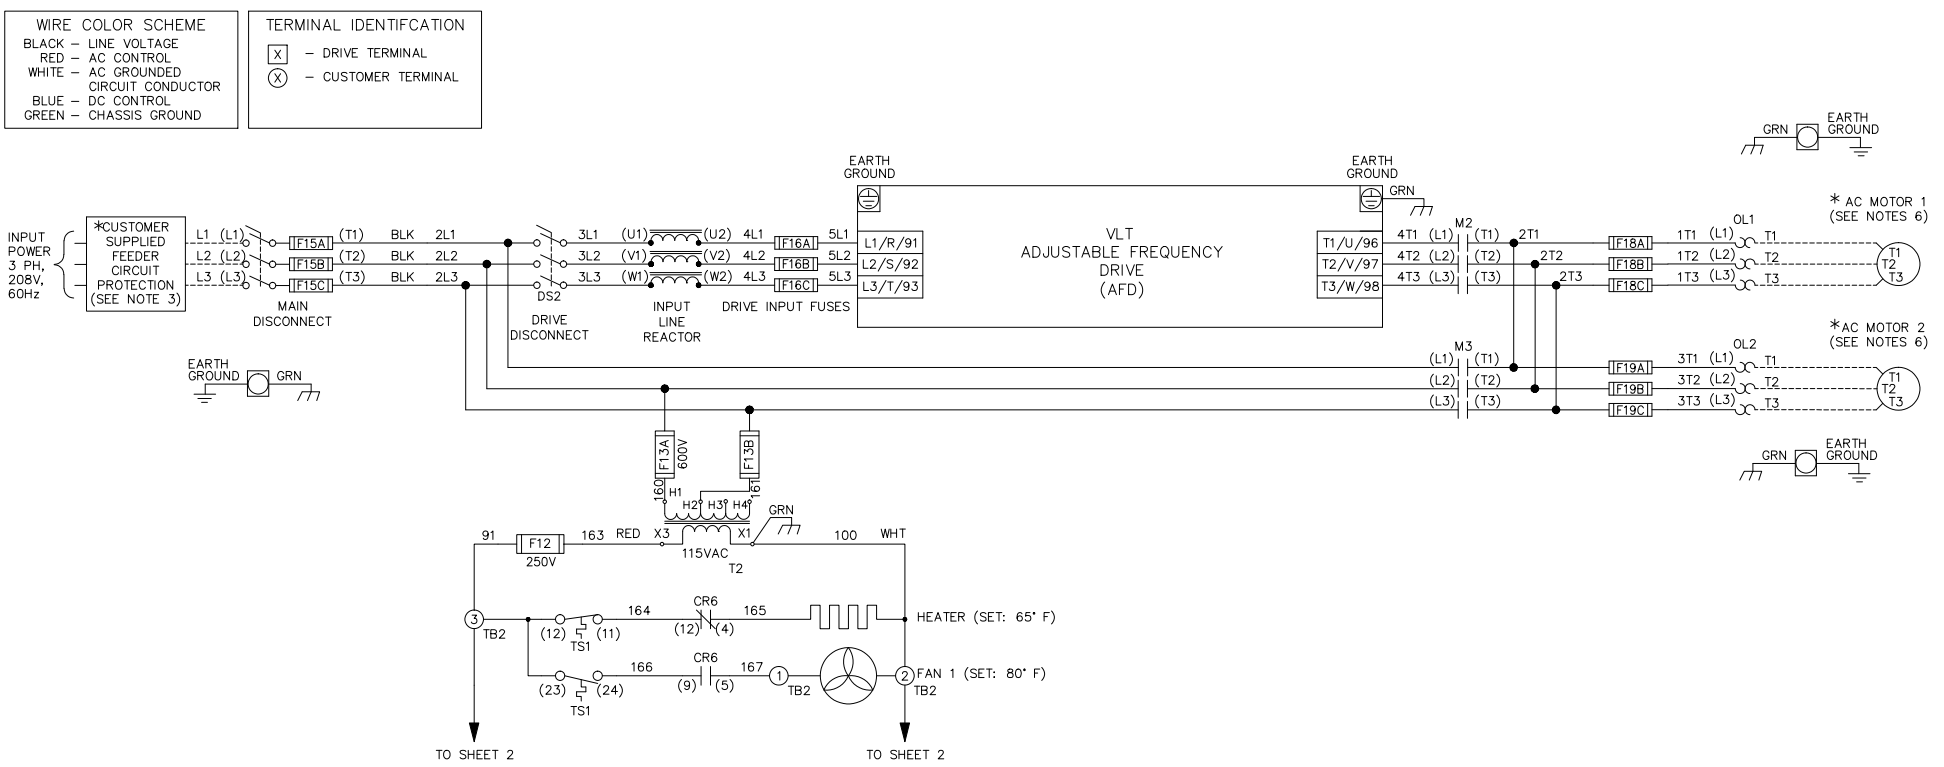 WIRE COLOR SCHEME
BLACK – LINE VOLTAGE
RED – AC CONTROL
WHITE – AC GROUNDED
CIRCUIT CONDUCTOR
BLUE – DC CONTROL
GREEN – CHASSIS GROUND
TERMINAL IDENTIFCATION
X – DRIVE TERMINAL
X – CUSTOMER TERMINAL
GRN
EARTH
GROUND
EARTH
GROUND
EARTH
GROUND
GRN
INPUT
POWER
3 PH,
208V,
60Hz
*CUSTOMER
SUPPLIED
FEEDER
CIRCUIT
PROTECTION
(SEE NOTE 3)
L1 (L1) F15A (T1) BLK 2L1 3L1 (U1) (U2) 4L1 F16A 5L1 L1/R/91
L2 (L2) F15B (T2) BLK 2L2 3L2 (V1) (V2) 4L2 F16B 5L2 L2/S/92
L3 (L3) F15C (T3) BLK 2L3 3L3 (W1) (W2) 4L3 F16C 5L3 L3/T/93
MAIN
DISCONNECT
DS2
DRIVE
DISCONNECT
INPUT
LINE
REACTOR
DRIVE INPUT FUSES
VLT
ADJUSTABLE FREQUENCY
DRIVE
(AFD)
M2
OL1
* AC MOTOR 1
(SEE NOTES 6)
T1/U/96 4T1 (L1) (T1) 2T1 F18A 1T1 (L1) T1 T1
T2/V/97 4T2 (L2) (T2) 2T2 F18B 1T2 (L2) T2 T2
T3/W/98 4T3 (L3) (T3) 2T3 F18C 1T3 (L3) T3 T3
M3
OL2
*AC MOTOR 2
(SEE NOTES 6)
(L1) (T1) F19A 3T1 (L1) T1 T1
(L2) (T2) F19B 3T2 (L2) T2 T2
(L3) (T3) F19C 3T3 (L3) T3 T3
EARTH
GROUND GRN
GRN
EARTH
GROUND
F13A
600V
F13B
160
161
H1
H2 H3 H4
GRN
91 F12 163 RED X3 X1 100 WHT
250V
115VAC
T2
3
TB2
(12) (11)
TS1
164
CR6
(12) (4)
165
HEATER (SET: 65° F)
(23) (24)
TS1
166
CR6
(9) (5)
167
1
TB2
2
TB2
FAN 1 (SET: 80° F)
TO SHEET 2
TO SHEET 2